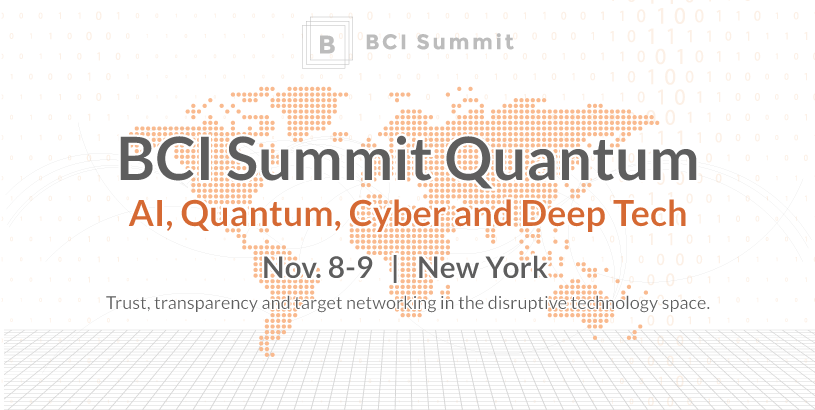 B BCI Summit
BCI Summit Quantum
AI, Quantum, Cyber and Deep Tech
Nov. 8-9 | New York
Trust, transparency and target networking in the disruptive technology space.